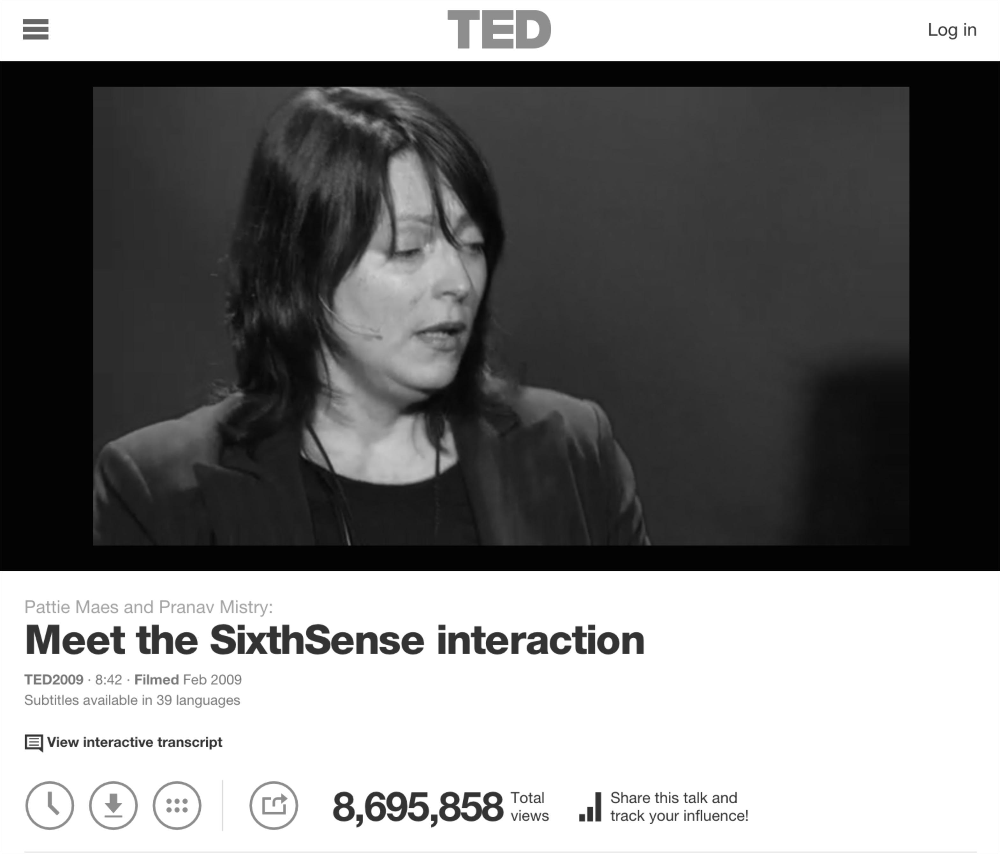 TED
Log in
Pattie Maes and Pranav Mistry:
Meet the SixthSense interaction
TED2009 · 8:42 · Filmed Feb 2009
Subtitles available in 39 languages
View interactive transcript
8,695,858
Total
views
Share this talk and
track your influence!